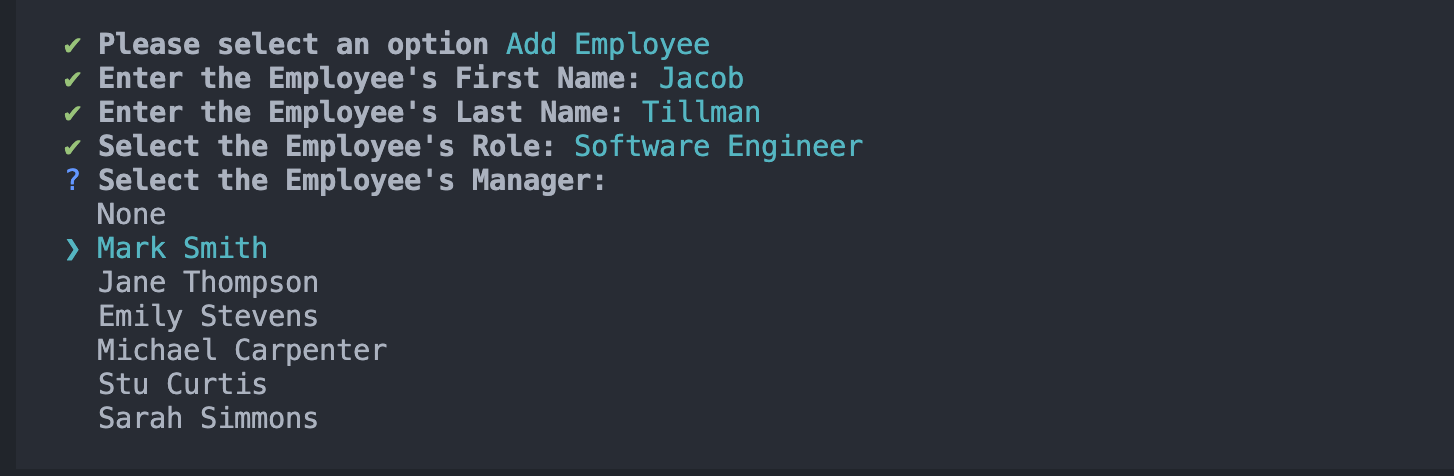 ✔ Please select an option Add Employee
✔ Enter the Employee's First Name: Jacob
✔ Enter the Employee's Last Name: Tillman
✔ Select the Employee's Role: Software Engineer
? Select the Employee's Manager:
None
❯ Mark Smith
Jane Thompson
Emily Stevens
Michael Carpenter
Stu Curtis
Sarah Simmons